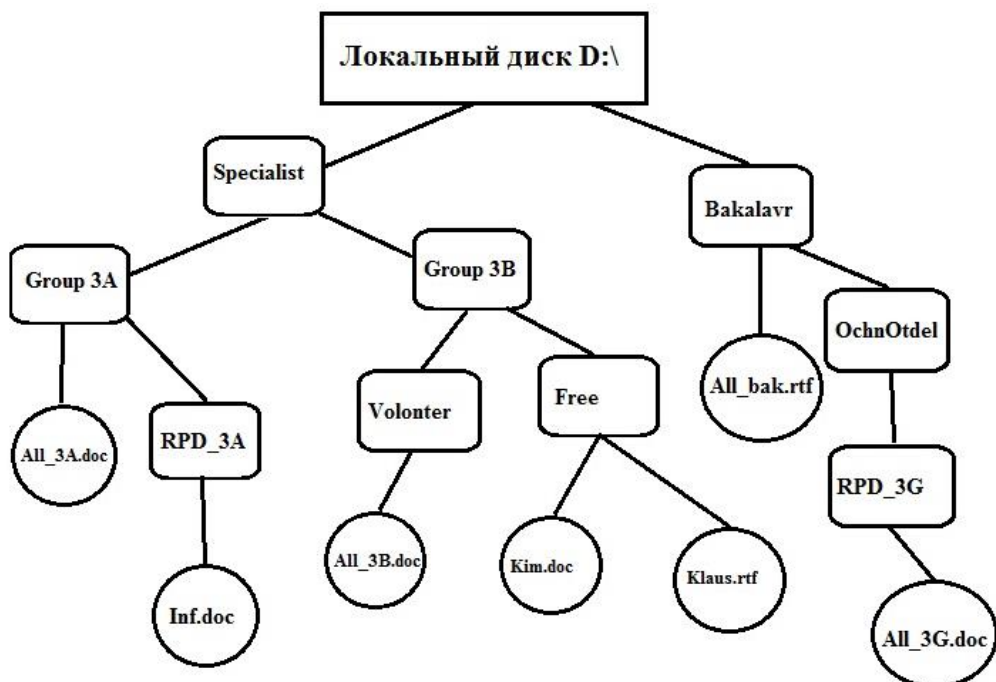 Локальный диск D:\
Specialist
Bakalavr
Group 3A
Group 3B
OchnOtdel
Volonter
Free
All_bak.rtf
RPD_3A
All_3A.doc
RPD_3G
All_3B.doc
Kim.doc
Klaus.rtf
Inf.doc
All_3G.doc